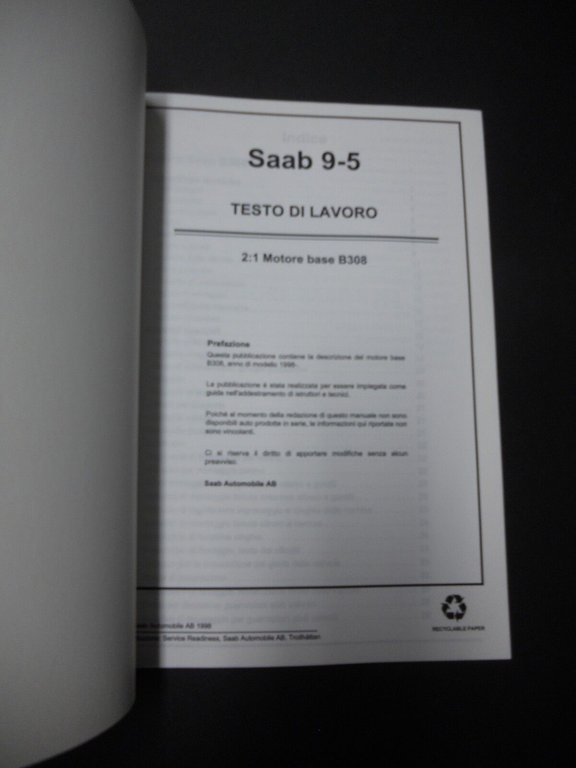 Saab 9-5
TESTO DI LAVORO
2:1 Motore base B308
Prefazione
Questa pubblicazione contiene la descrizione del motore base
B308, anno di modello 1998-.
La pubblicazione è stata realizzata per essere impiegata come
guida nell'addestramento di istruttori e tecnici.
Poiché al momento della redazione di questo manuale non sono
disponibili auto prodotte in serie, le informazioni qui riportate non
sono vincolanti.
Ci si riserva il diritto di apportare modifiche senza alcun
preavviso.
Saab Automobile AB
Automobile AB 1998
Service Readiness, Saab Automobile AB, Trollhättan
RECYCLABLE PAPER